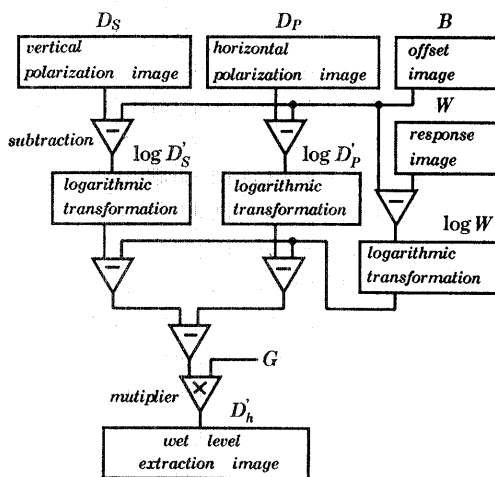 D_S D_P B
vertical
polarization image
horizontal
polarization image
offset
image
W
subtraction
response
image
log D'_S
log D'_P
logarithmic
transformation
logarithmic
transformation
log W
logarithmic
transformation
G
mutiplier
D'_h
wet level
extraction image